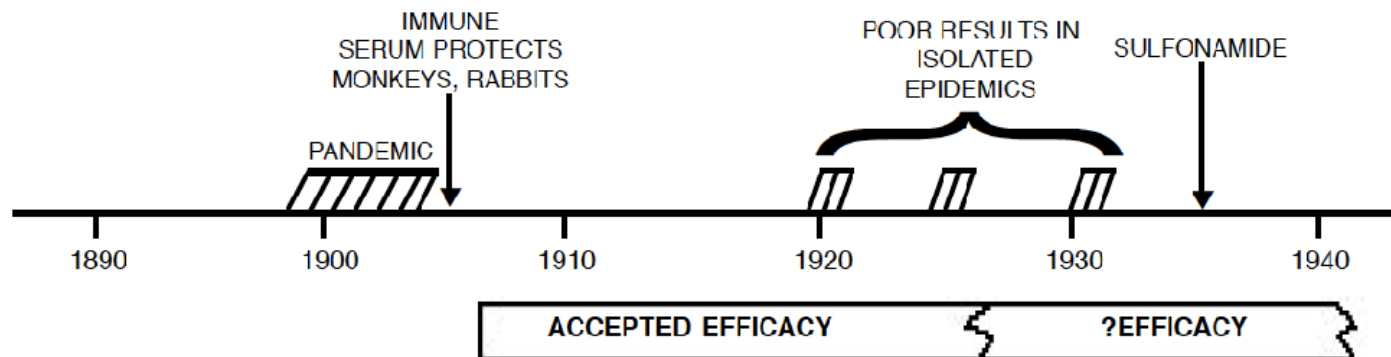 IMMUNE
SERUM PROTECTS
MONKEYS, RABBITS
POOR RESULTS IN
ISOLATED
EPIDEMICS
SULFONAMIDE
PANDEMIC
1890 1900 1910 1920 1930 1940
ACCEPTED EFFICACY ?EFFICACY